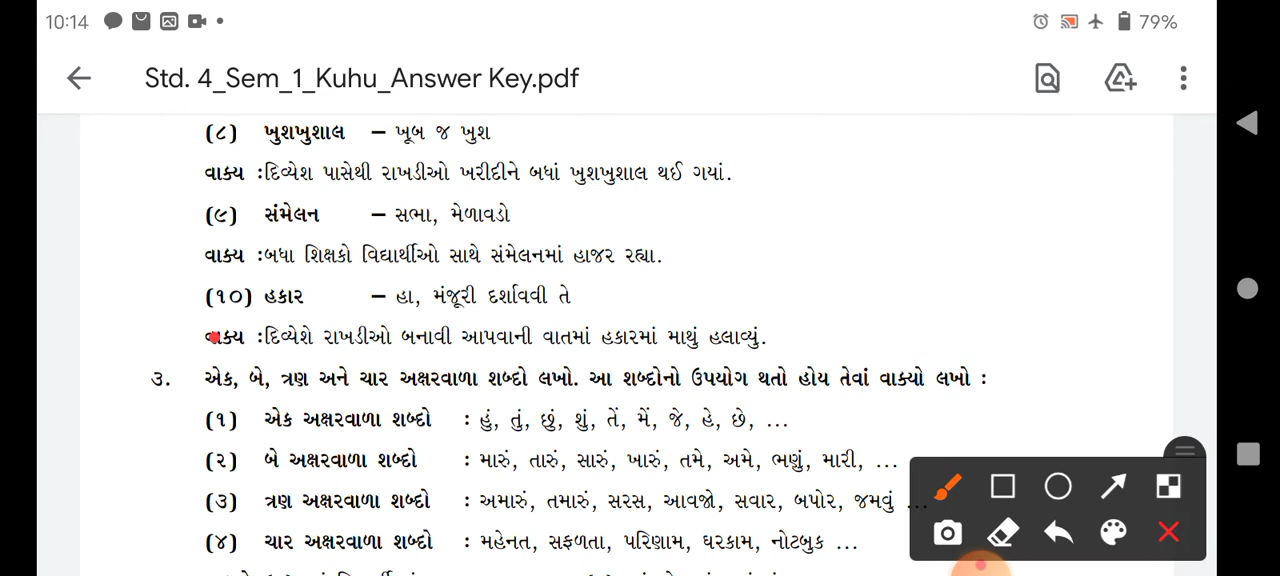 10:14 79%
Std. 4_Sem_1_Kuhu_Answer Key.pdf
(૮) ખુશખુશાલ – ખૂબ જ ખુશ
વાક્ય :દિવ્યેશ પાસેથી રાખડીઓ ખરીદીને બધાં ખુશખુશાલ થઈ ગયાં.
(૯) સંમેલન – સભા, મેળાવડો
વાક્ય :બધા શિક્ષકો વિદ્યાર્થીઓ સાથે સંમેલનમાં હાજર રહ્યા.
(૧૦) હકાર – હા, મંજૂરી દર્શાવવી તે
વાક્ય :દિવ્યેશે રાખડીઓ બનાવી આપવાની વાતમાં હકારમાં માથું હલાવ્યું.
૩. એક, બે, ત્રણ અને ચાર અક્ષરવાળા શબ્દો લખો. આ શબ્દોનો ઉપયોગ થતો હોય તેવાં વાક્યો લખો :
(૧) એક અક્ષરવાળા શબ્દો : હું, તું, છું, શું, તેં, મેં, જે, હે, છે, ...
(૨) બે અક્ષરવાળા શબ્દો : મારું, તારું, સારું, ખારું, તમે, અમે, ભણું, મારી, ...
(૩) ત્રણ અક્ષરવાળા શબ્દો : અમારું, તમારું, સરસ, આવજો, સવાર, બપોર, જમવું ...
(૪) ચાર અક્ષરવાળા શબ્દો : મહેનત, સફળતા, પરિણામ, ઘરકામ, નોટબુક ...